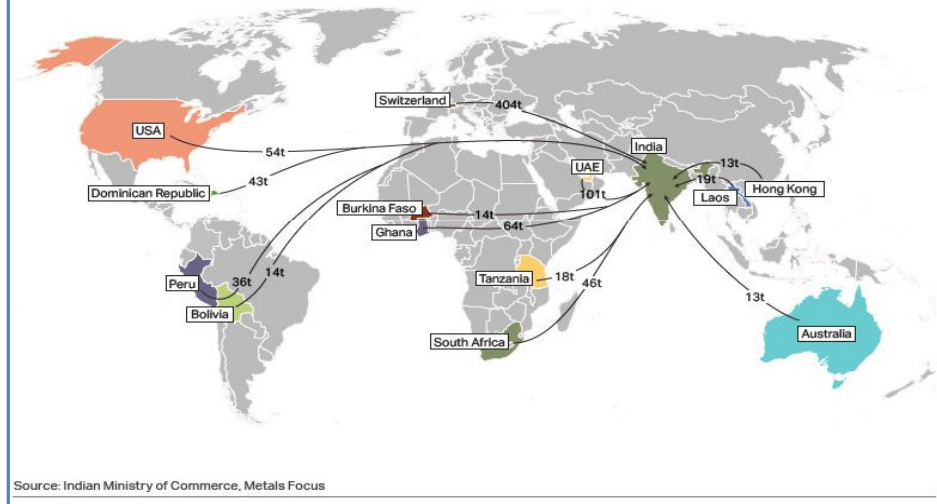 Switzerland
404t
USA
India
54t
UAE
13t
43t
19t
Dominican Republic
101t
Laos
Hong Kong
Burkina Faso
14t
Ghana
64t
Peru
36t
14t
Tanzania
18t
46t
Bolivia
13t
South Africa
Australia
Source: Indian Ministry of Commerce, Metals Focus